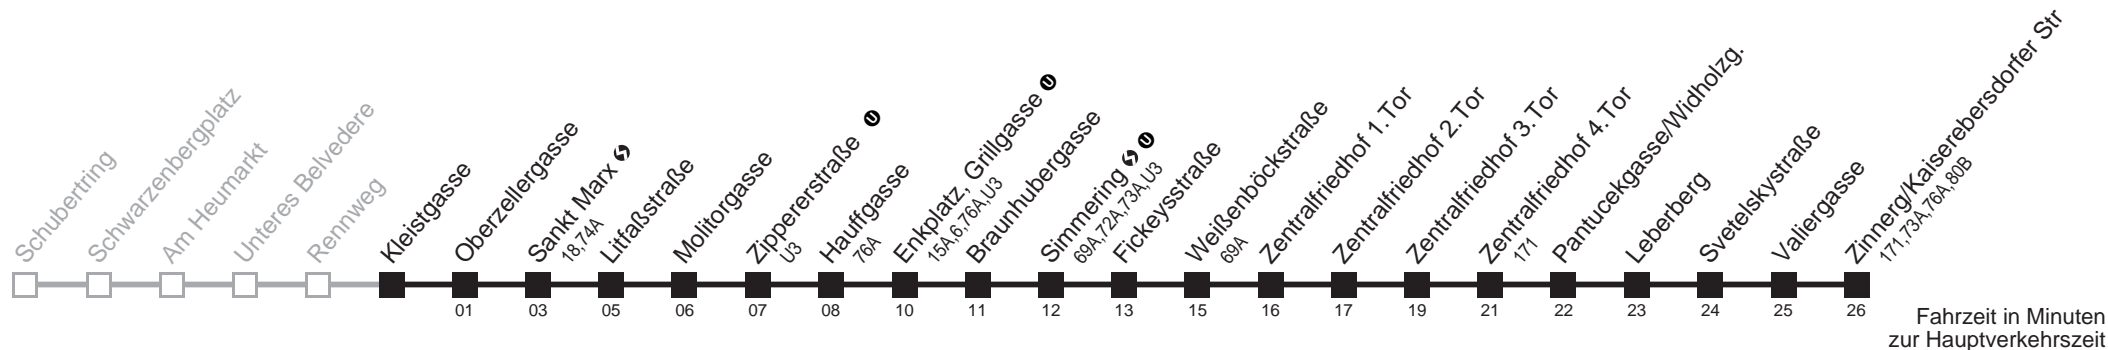 Schubertring
Schwarzenbergplatz
Am Heumarkt
Unteres Belvedere
Rennweg
Kleistgasse
Oberzellergasse
Sankt Marx
18,74A
Litfaßstraße
Molitorgasse
Zippererstraße U
U3
Hauffgasse
76A
Enkplatz, Grillgasse U
15A,6,76A,U3
Braunhubergasse
Simmering U
69A,72A,73A,U3
Fickeysstraße
Weißenböckstraße
69A
Zentralfriedhof 1.Tor
Zentralfriedhof 2.Tor
Zentralfriedhof 3.Tor
Zentralfriedhof 4.Tor
171
Pantucekgasse/Widholzg.
Leberberg
Svetelskystraße
Valiergasse
Zinnerg/Kaiserebersdorfer Str
171,73A,76A,80B
01 03 05 06 07 08 10 11 12 13 15 16 17 19 21 22 23 24 25 26
Fahrzeit in Minuten
zur Hauptverkehrszeit